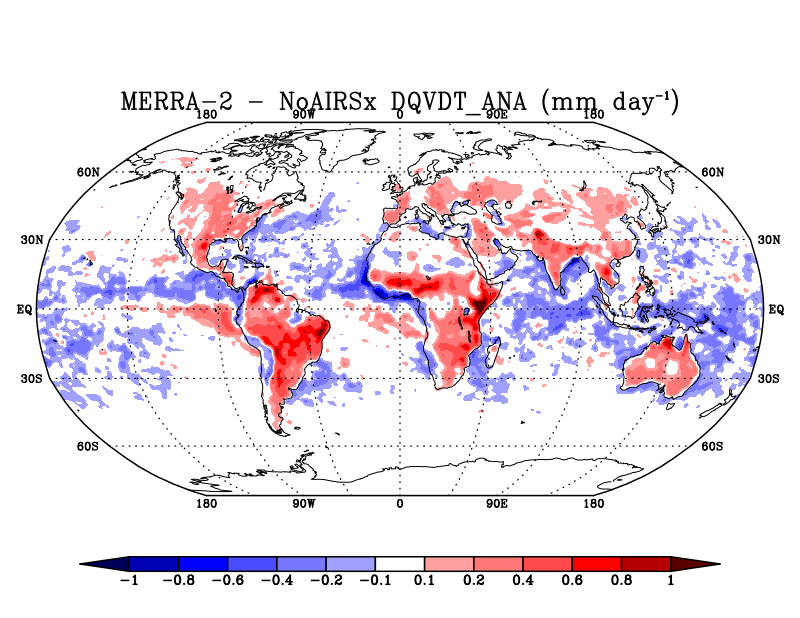 MERRA-2 - NoAIRSx DQVDT_ANA (mm day⁻¹)
180 90W 0 90E 180
60N 60N
30N 30N
EQ EQ
30S 30S
60S 60S
180 90W 0 90E 180
-1 -0.8 -0.6 -0.4 -0.2 -0.1 0.1 0.2 0.4 0.6 0.8 1